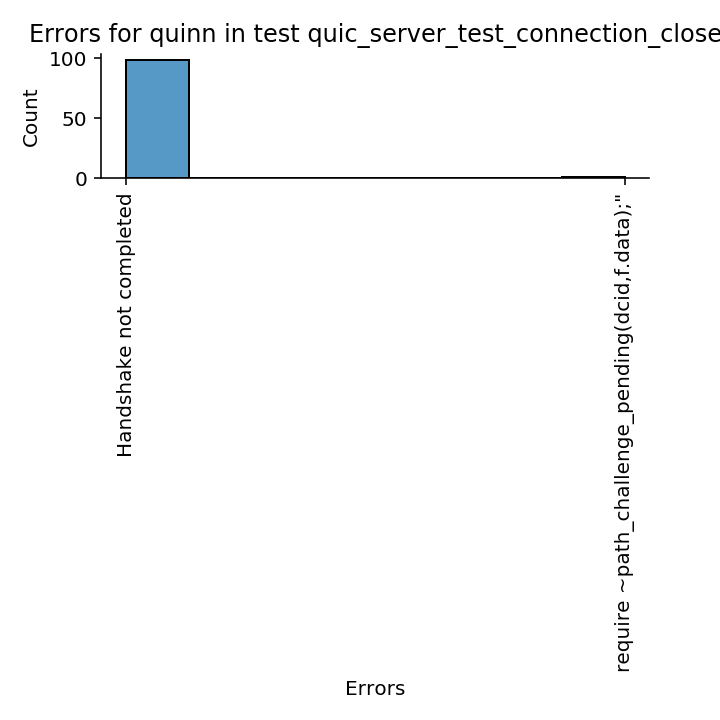 Errors for quinn in test quic_server_test_connection_close
Count
100
50
0
Handshake not completed
require ~path_challenge_pending(dcid,f.data);"
Errors